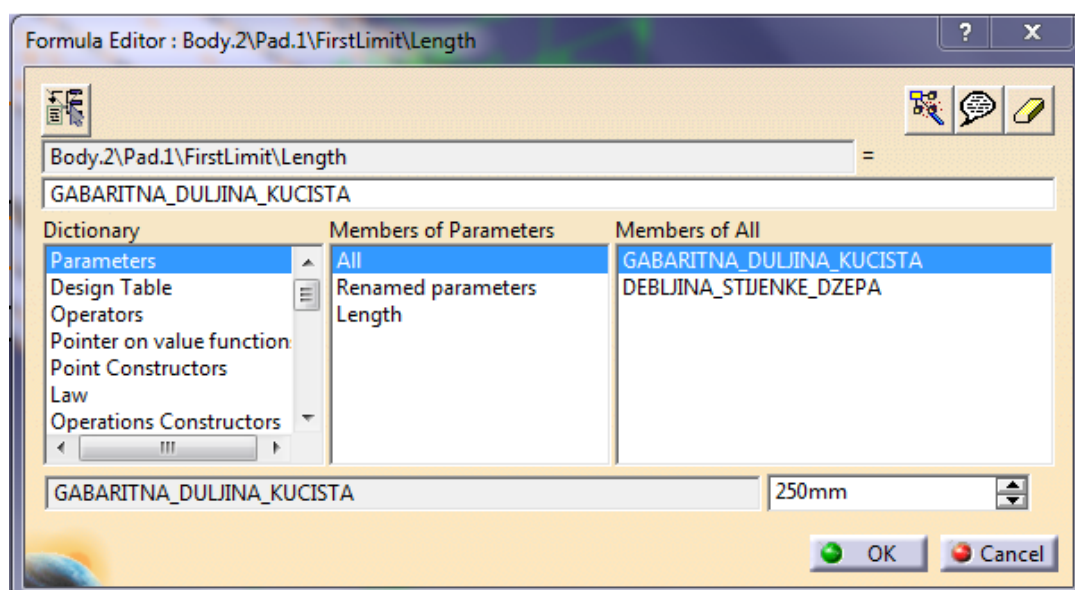 Formula Editor : Body.2\Pad.1\FirstLimit\Length
? x
Body.2\Pad.1\FirstLimit\Length =
GABARITNA_DULJINA_KUCISTA
Dictionary Members of Parameters Members of All
Parameters All GABARITNA_DULJINA_KUCISTA
Design Table Renamed parameters DEBLJINA_STIJENKE_DZEPA
Operators Length
Pointer on value function
Point Constructors
Law
Operations Constructors
GABARITNA_DULJINA_KUCISTA 250mm
OK Cancel